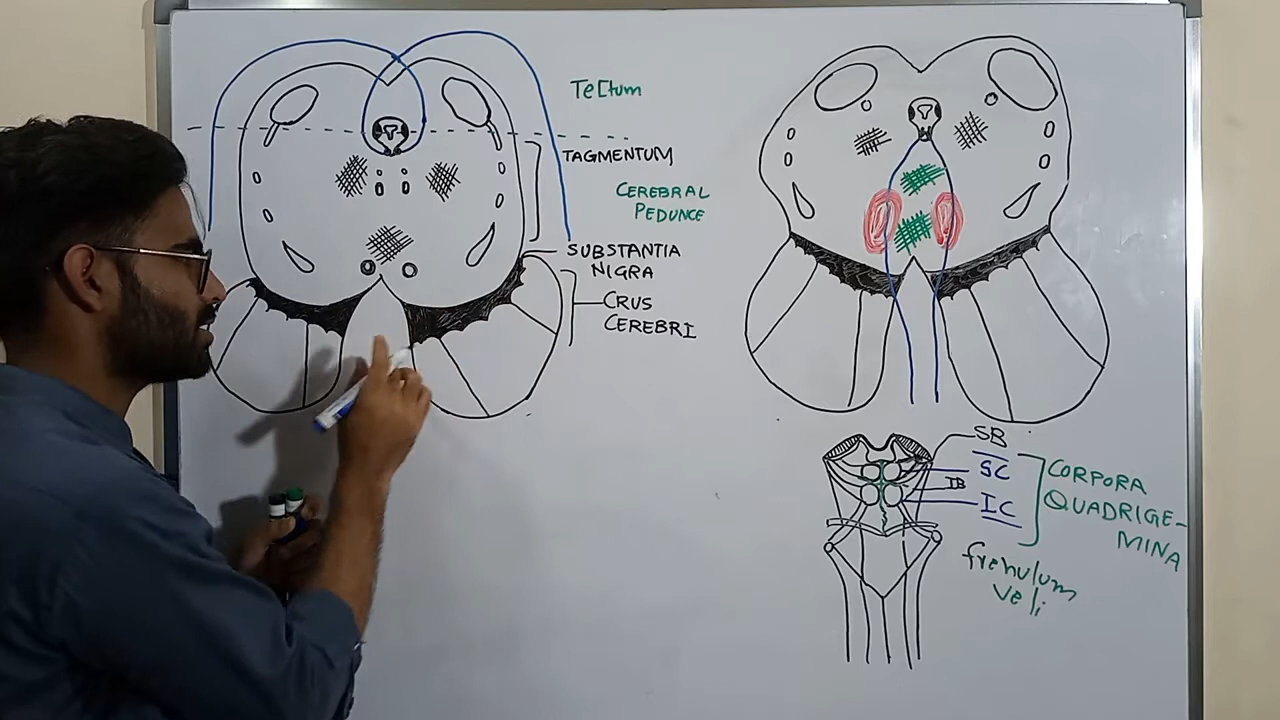 TeCtum
TAGMENTUM
CEREBRAL
PEDUNCE
SUBSTANTIA
NIGRA
CRUS
CEREBRI
SB
SC
IB
IC
CORPORA
QUADRIGE-
MINA
frenulum
veli